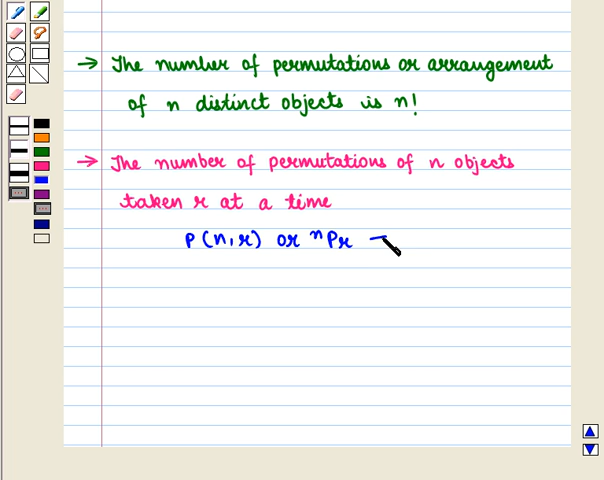 → The number of permutations or arrangement
of n distinct objects is n!
→ The number of permutations of n objects
taken r at a time
P(n,r) or ⁿPr